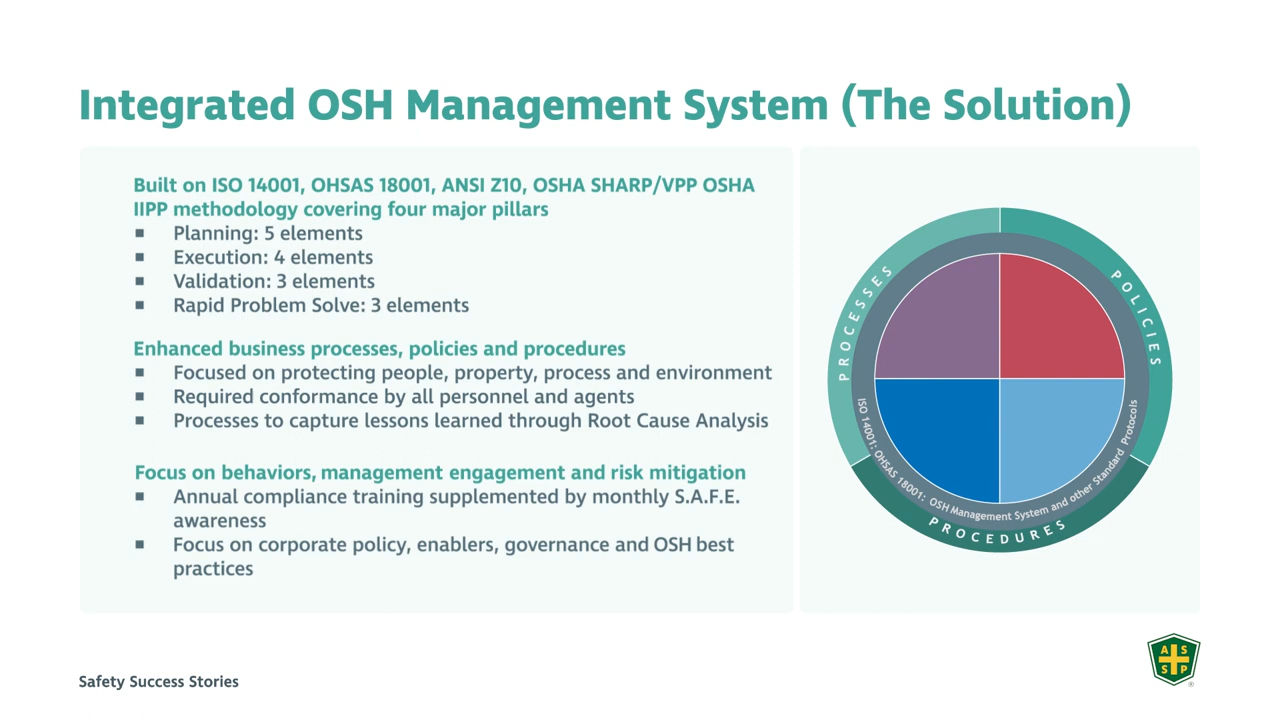 Integrated OSH Management System (The Solution)
Built on ISO 14001, OHSAS 18001, ANSI Z10, OSHA SHARP/VPP OSHA
IIPP methodology covering four major pillars
▪ Planning: 5 elements
▪ Execution: 4 elements
▪ Validation: 3 elements
▪ Rapid Problem Solve: 3 elements
Enhanced business processes, policies and procedures
▪ Focused on protecting people, property, process and environment
▪ Required conformance by all personnel and agents
▪ Processes to capture lessons learned through Root Cause Analysis
Focus on behaviors, management engagement and risk mitigation
▪ Annual compliance training supplemented by monthly S.A.F.E.
awareness
▪ Focus on corporate policy, enablers, governance and OSH best
practices
PROCESSES
POLICIES
ISO 14001: OHSAS 18001: OSH Management System and other Standard Protocols
PROCEDURES
Safety Success Stories
A S
S P
®